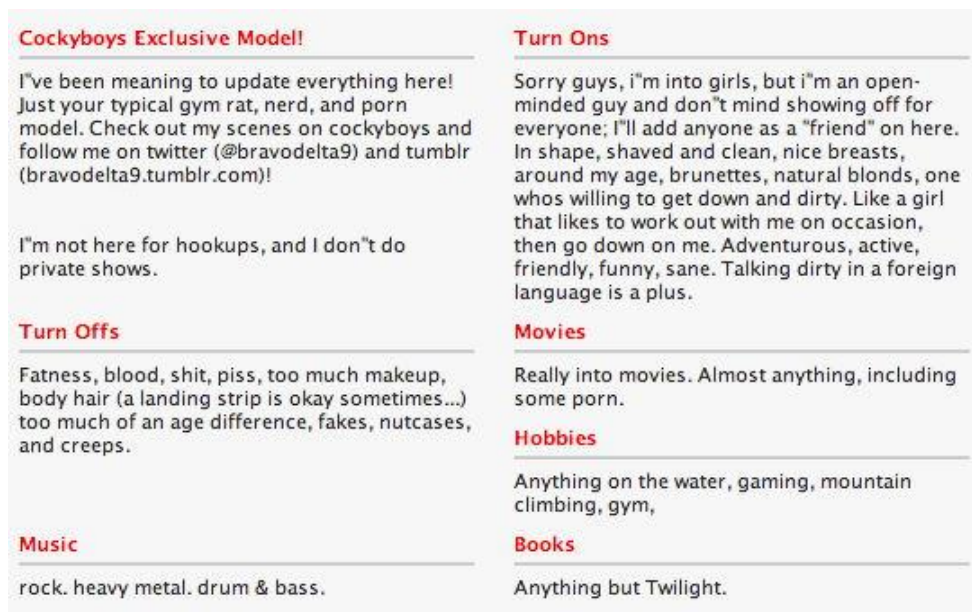 Cockyboys Exclusive Model!
I"ve been meaning to update everything here!
Just your typical gym rat, nerd, and porn
model. Check out my scenes on cockyboys and
follow me on twitter (@bravodelta9) and tumblr
(bravodelta9.tumblr.com)!
I"m not here for hookups, and I don"t do
private shows.
Turn Ons
Sorry guys, i"m into girls, but i"m an open-
minded guy and don"t mind showing off for
everyone; I"ll add anyone as a "friend" on here.
In shape, shaved and clean, nice breasts,
around my age, brunettes, natural blonds, one
whos willing to get down and dirty. Like a girl
that likes to work out with me on occasion,
then go down on me. Adventurous, active,
friendly, funny, sane. Talking dirty in a foreign
language is a plus.
Turn Offs
Fatness, blood, shit, piss, too much makeup,
body hair (a landing strip is okay sometimes...)
too much of an age difference, fakes, nutcases,
and creeps.
Movies
Really into movies. Almost anything, including
some porn.
Hobbies
Anything on the water, gaming, mountain
climbing, gym,
Music
rock. heavy metal. drum & bass.
Books
Anything but Twilight.